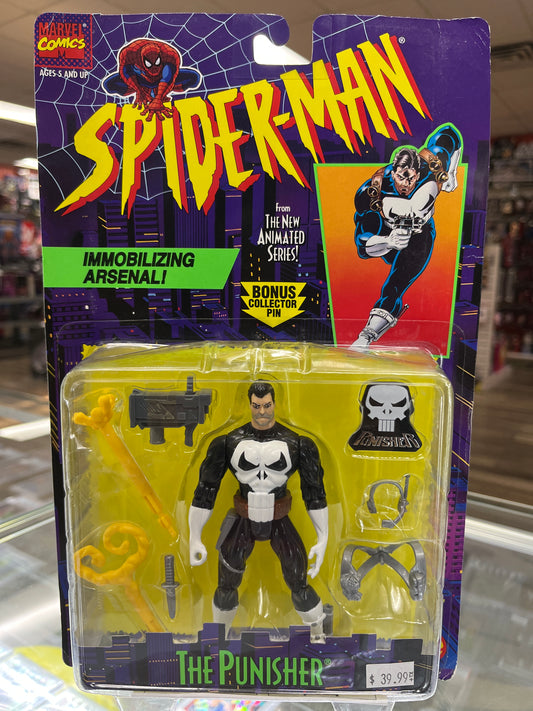 MARVEL
COMICS
M
AGES 5 AND UP
SPIDER-MAN®
from
THE NEW
ANIMATED
SERIES!
IMMOBILIZING
ARSENAL!
BONUS
COLLECTOR
PIN
PUNISHER
THE PUNISHER®
$ 39.99